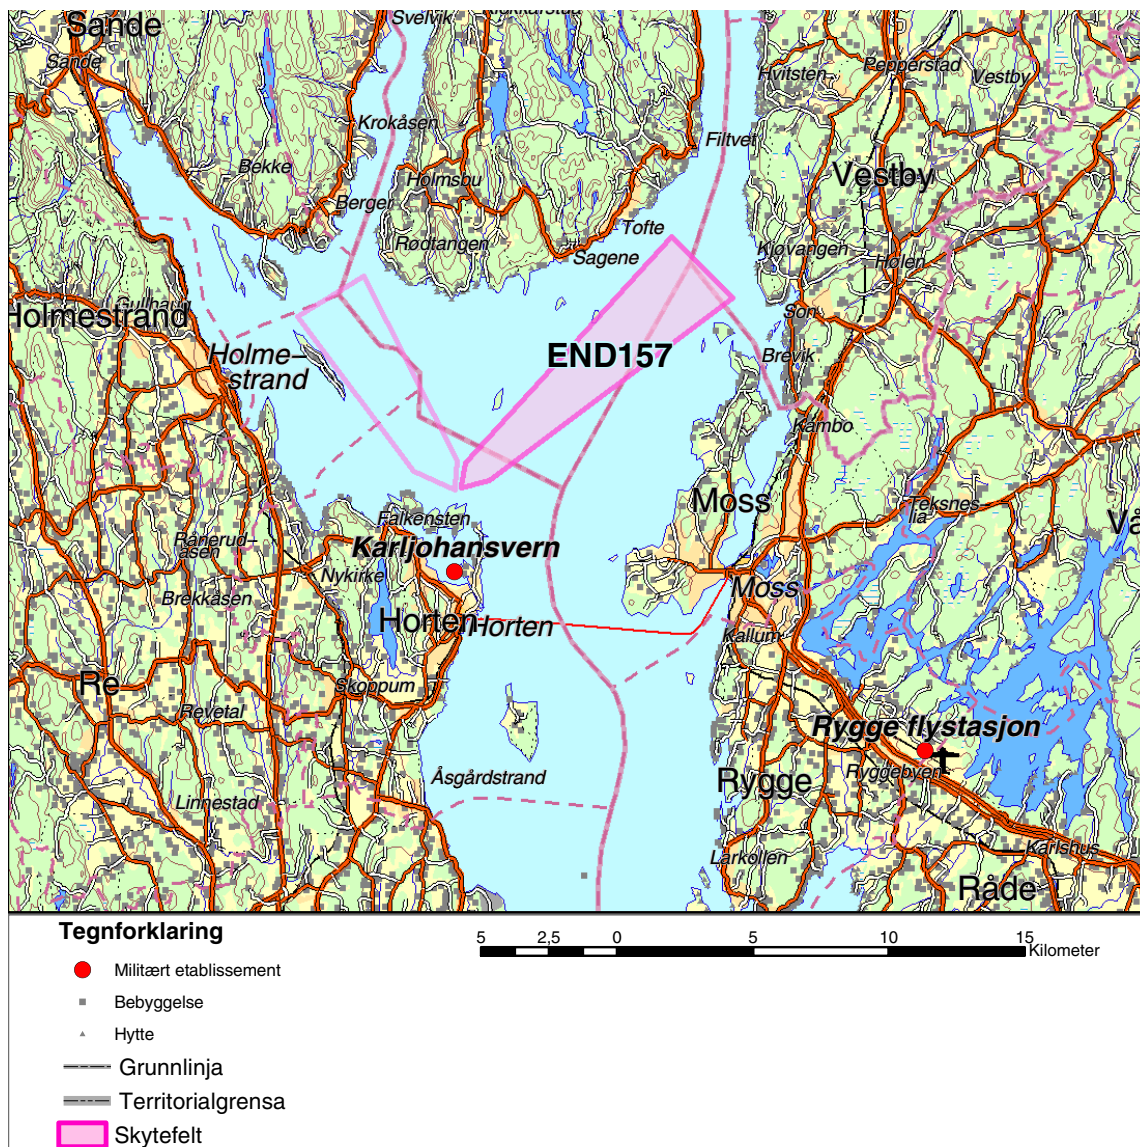 Sande
Svelvik
Sande
Hvitsten
Pepperstad
Vestby
Krokåsen
Filtvet
Bekke
Holmsbu
Vestby
Berger
Tofte
Rødtangen
Sagene
Kjøvangen
Hølen
Holmestrand
Son
Holme–
strand
END157
Brevik
Kambo
Moss
Teksnes
Vå
Falkensten
Rånerud–
åsen
Karljohansvern
Nykirke
Brekkåsen
Moss
Horten
Horten
Kallum
Re
Skoppum
Revetal
Rygge flystasjon
Åsgårdstrand
Rygge
Ryggebyen
Linnestad
Larkollen
Karlshus
Råde
Tegnforklaring
5 2,5 0 5 10 15
Kilometer
Militært etablissement
Bebyggelse
Hytte
Grunnlinja
Territorialgrensa
Skytefelt